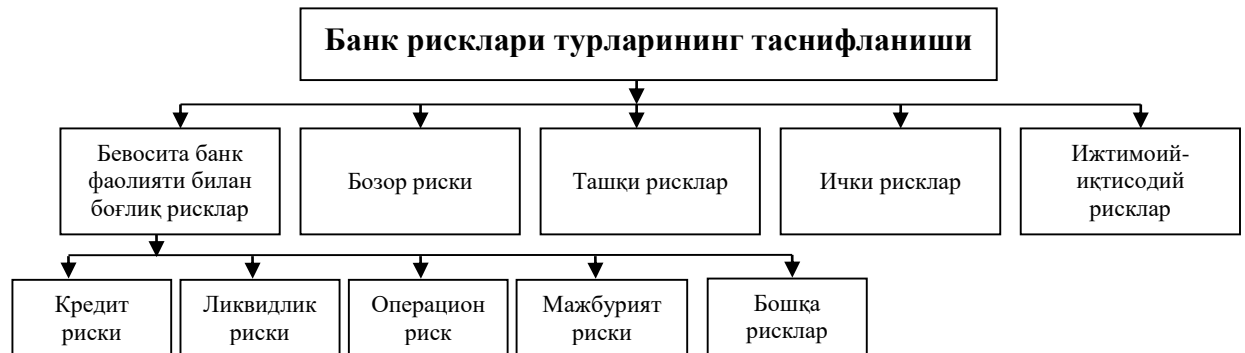 Банк рисклари турларининг таснифланиши
Бевосита банк
фаолияти билан
боғлиқ рисклар
Бозор риски
Ташқи рисклар
Ички рисклар
Ижтимоий-
иқтисодий
рисклар
Кредит
риски
Ликвидлик
риски
Операцион
риск
Мажбурият
риски
Бошқа
рисклар